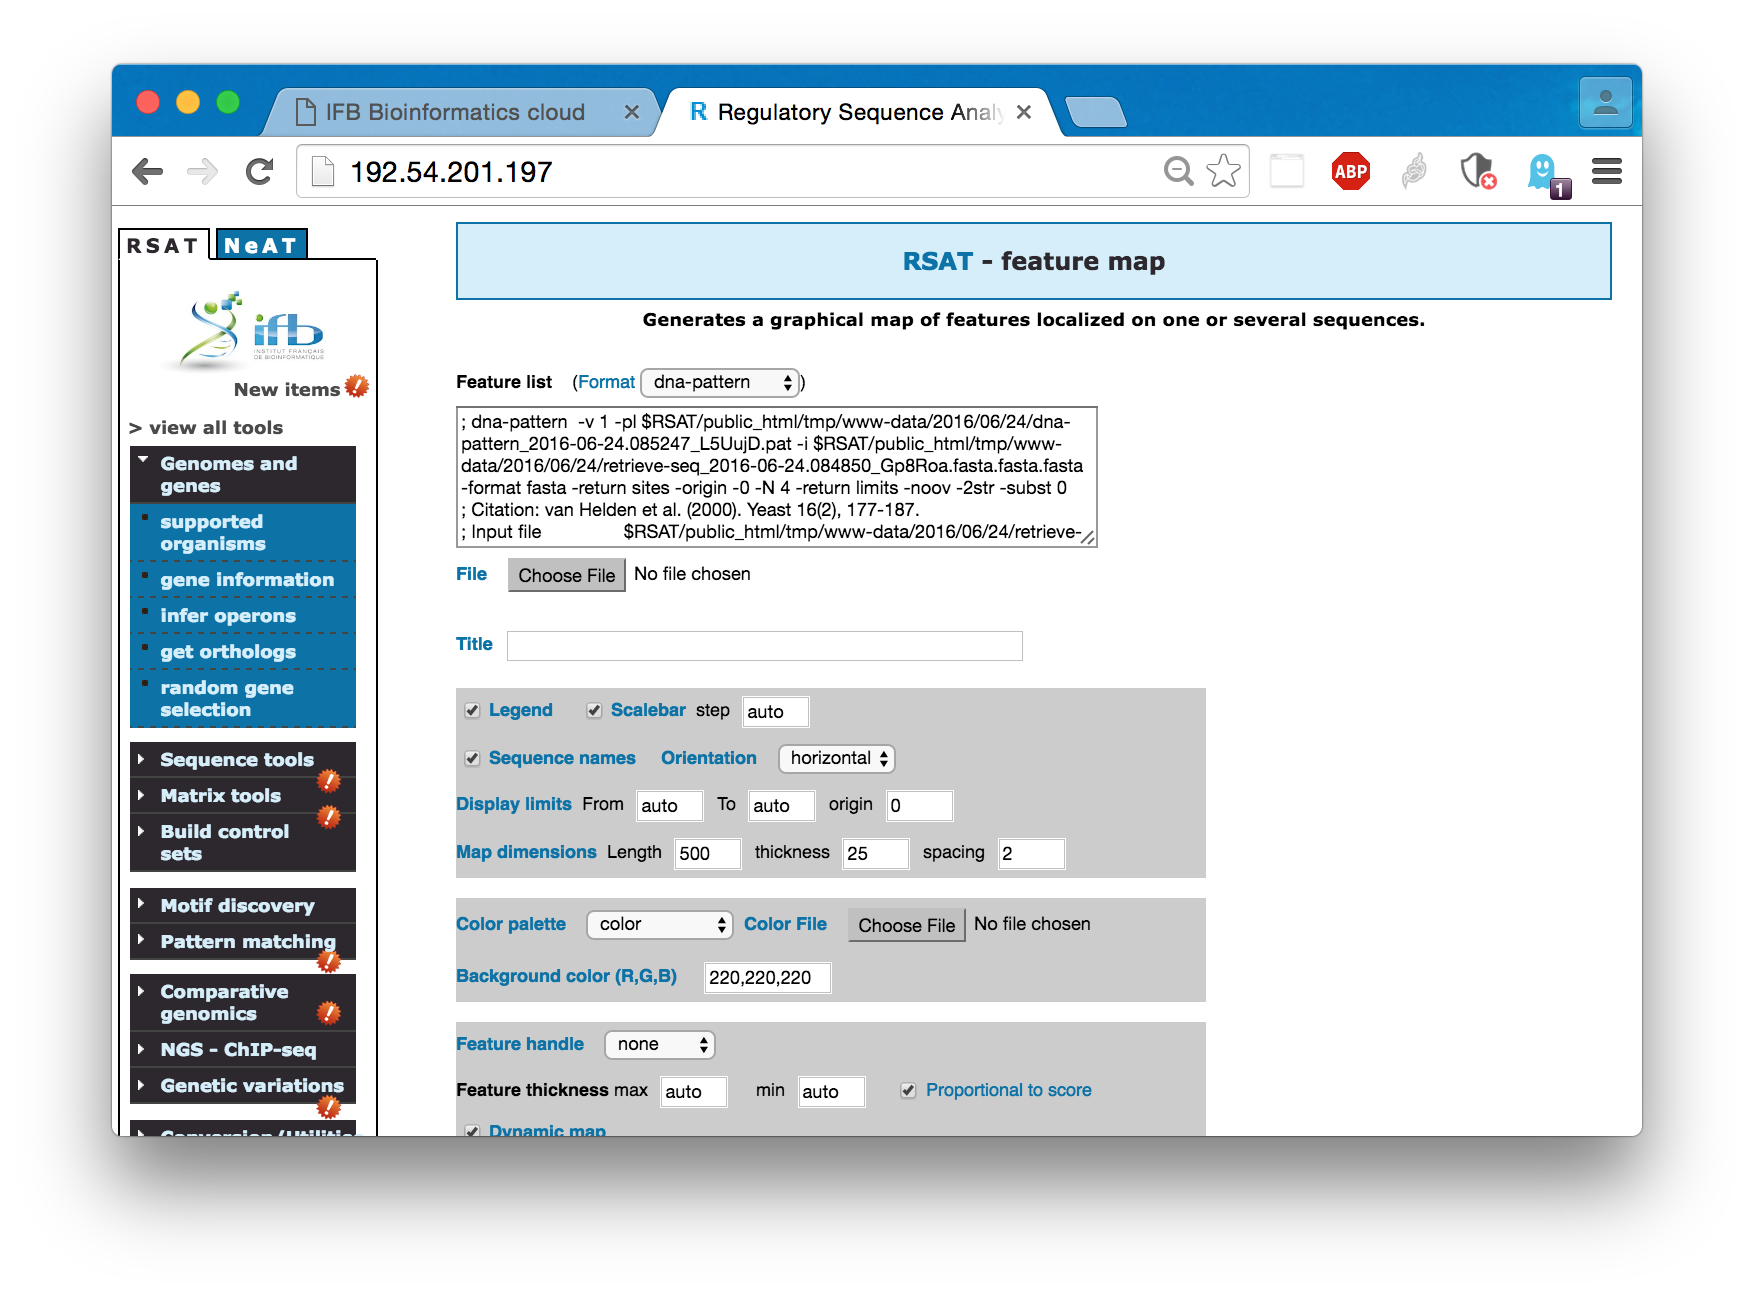 IFB Bioinformatics cloud
Regulatory Sequence Anal
192.54.201.197
ABP
1
RSAT NeAT
ifb
INSTITUT FRANÇAIS
DE BIOINFORMATIQUE
New items
> view all tools
Genomes and
genes
supported
organisms
gene information
infer operons
get orthologs
random gene
selection
Sequence tools
Matrix tools
Build control
sets
Motif discovery
Pattern matching
Comparative
genomics
NGS - ChIP-seq
Genetic variations
RSAT - feature map
Generates a graphical map of features localized on one or several sequences.
Feature list (Format dna-pattern )
; dna-pattern -v 1 -pl $RSAT/public_html/tmp/www-data/2016/06/24/dna-
pattern_2016-06-24.085247_L5UujD.pat -i $RSAT/public_html/tmp/www-
data/2016/06/24/retrieve-seq_2016-06-24.084850_Gp8Roa.fasta.fasta.fasta
-format fasta -return sites -origin -0 -N 4 -return limits -noov -2str -subst 0
; Citation: van Helden et al. (2000). Yeast 16(2), 177-187.
; Input file $RSAT/public_html/tmp/www-data/2016/06/24/retrieve-
File Choose File No file chosen
Title
Legend Scalebar step auto
Sequence names Orientation horizontal
Display limits From auto To auto origin 0
Map dimensions Length 500 thickness 25 spacing 2
Color palette color Color File Choose File No file chosen
Background color (R,G,B) 220,220,220
Feature handle none
Feature thickness max auto min auto Proportional to score
Dynamic map